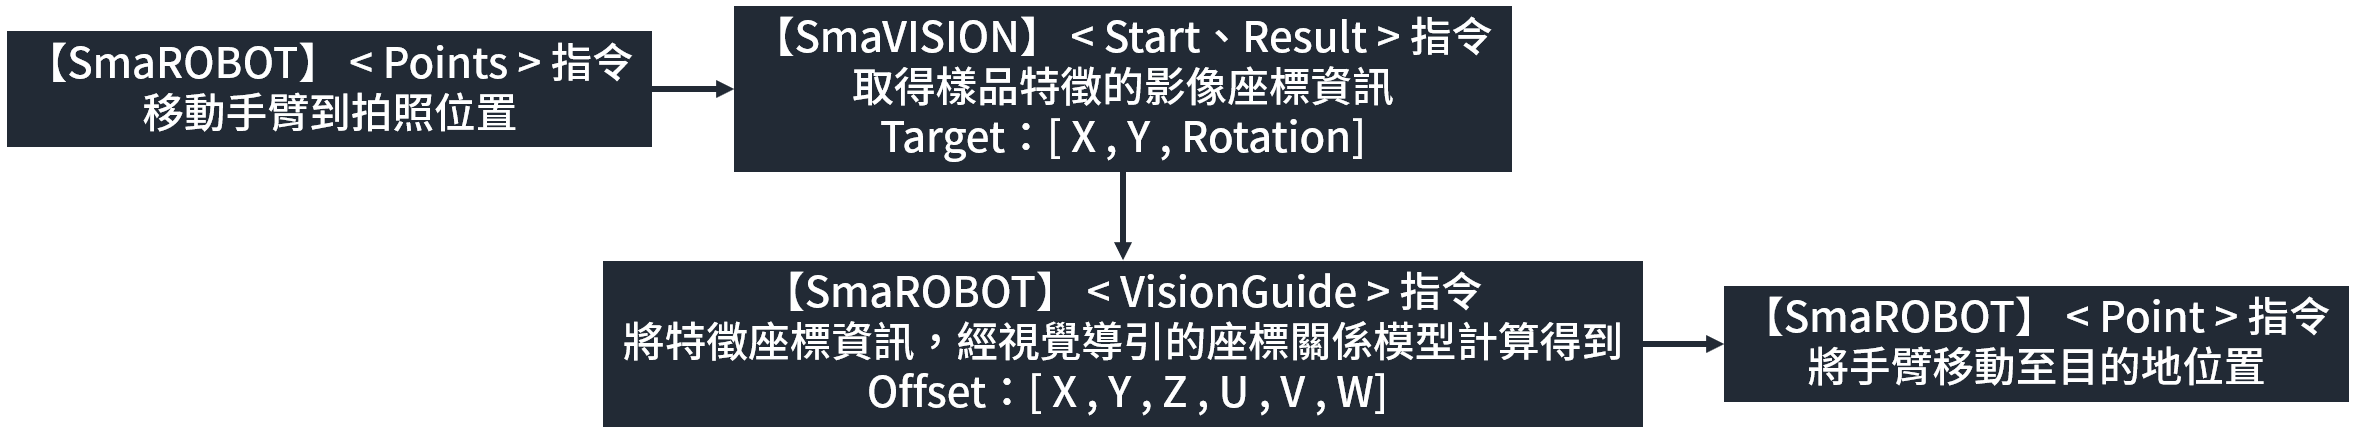 【SmaROBOT】 < Points > 指令
移動手臂到拍照位置
【SmaVISION】 < Start、Result > 指令
取得樣品特徵的影像座標資訊
Target：[ X , Y , Rotation]
【SmaROBOT】 < VisionGuide > 指令
將特徵座標資訊，經視覺導引的座標關係模型計算得到
Offset：[ X , Y , Z , U , V , W]
【SmaROBOT】 < Point > 指令
將手臂移動至目的地位置